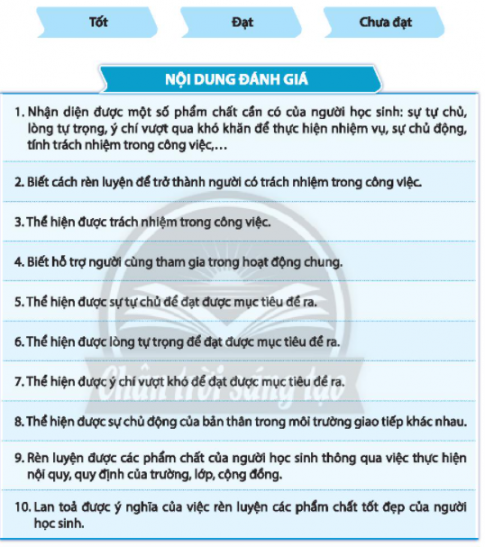 Tốt
Đạt
Chưa đạt
NỘI DUNG ĐÁNH GIÁ
1. Nhận diện được một số phẩm chất cần có của người học sinh: sự tự chủ,
lòng tự trọng, ý chí vượt qua khó khăn để thực hiện nhiệm vụ, sự chủ động,
tính trách nhiệm trong công việc,…
2. Biết cách rèn luyện để trở thành người có trách nhiệm trong công việc.
3. Thể hiện được trách nhiệm trong công việc.
4. Biết hỗ trợ người cùng tham gia trong hoạt động chung.
5. Thể hiện được sự tự chủ để đạt được mục tiêu đề ra.
6. Thể hiện được lòng tự trọng để đạt được mục tiêu đề ra.
7. Thể hiện được ý chí vượt khó để đạt được mục tiêu đề ra.
Chân trời sáng tạo
8. Thể hiện được sự chủ động của bản thân trong môi trường giao tiếp khác nhau.
9. Rèn luyện được các phẩm chất của người học sinh thông qua việc thực hiện
nội quy, quy định của trường, lớp, cộng đồng.
10. Lan toả được ý nghĩa của việc rèn luyện các phẩm chất tốt đẹp của người
học sinh.